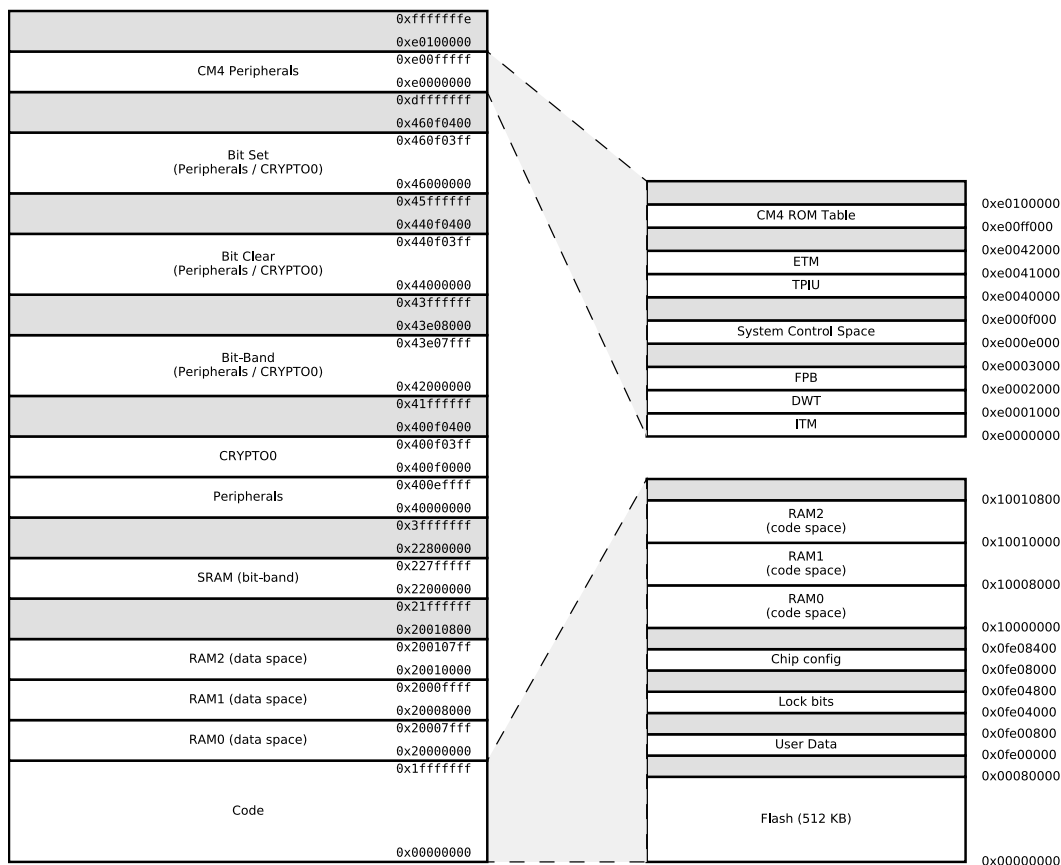 0xfffffffe
0xe0100000
0xe00fffff
CM4 Peripherals
0xe0000000
0xdfffffff
0x460f0400
0x460f03ff
Bit Set
(Peripherals / CRYPTO0)
0x46000000
0x45ffffff
0x440f0400
0x440f03ff
Bit Clear
(Peripherals / CRYPTO0)
0x44000000
0x43ffffff
0x43e08000
0x43e07fff
Bit-Band
(Peripherals / CRYPTO0)
0x42000000
0x41ffffff
0x400f0400
0x400f03ff
CRYPTO0
0x400f0000
0x400effff
Peripherals
0x40000000
0x3fffffff
0x22800000
0x227fffff
SRAM (bit-band)
0x22000000
0x21ffffff
0x20010800
0x200107ff
RAM2 (data space)
0x20010000
0x2000ffff
RAM1 (data space)
0x20008000
0x20007fff
RAM0 (data space)
0x20000000
0x1fffffff
Code
0x00000000
0xe0100000
CM4 ROM Table
0xe00ff000
0xe0042000
ETM
0xe0041000
TPIU
0xe0040000
0xe000f000
System Control Space
0xe000e000
0xe0003000
FPB
0xe0002000
DWT
0xe0001000
ITM
0xe0000000
0x10010800
RAM2
(code space)
0x10010000
RAM1
(code space)
0x10008000
RAM0
(code space)
0x10000000
0x0fe08400
Chip config
0x0fe08000
0x0fe04800
Lock bits
0x0fe04000
0x0fe00800
User Data
0x0fe00000
0x00080000
Flash (512 KB)
0x00000000